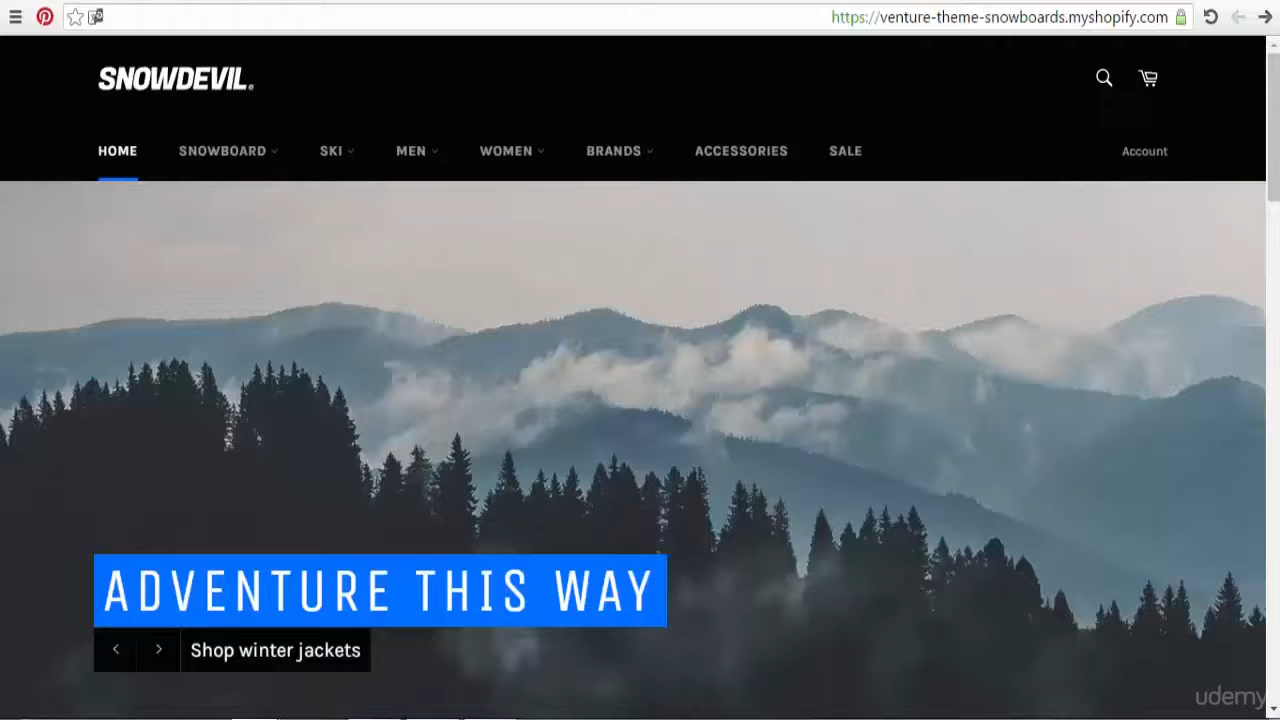 https://venture-theme-snowboards.myshopify.com
SNOWDEVIL
HOME SNOWBOARD SKI MEN WOMEN BRANDS ACCESSORIES SALE Account
ADVENTURE THIS WAY
Shop winter jackets
udemy